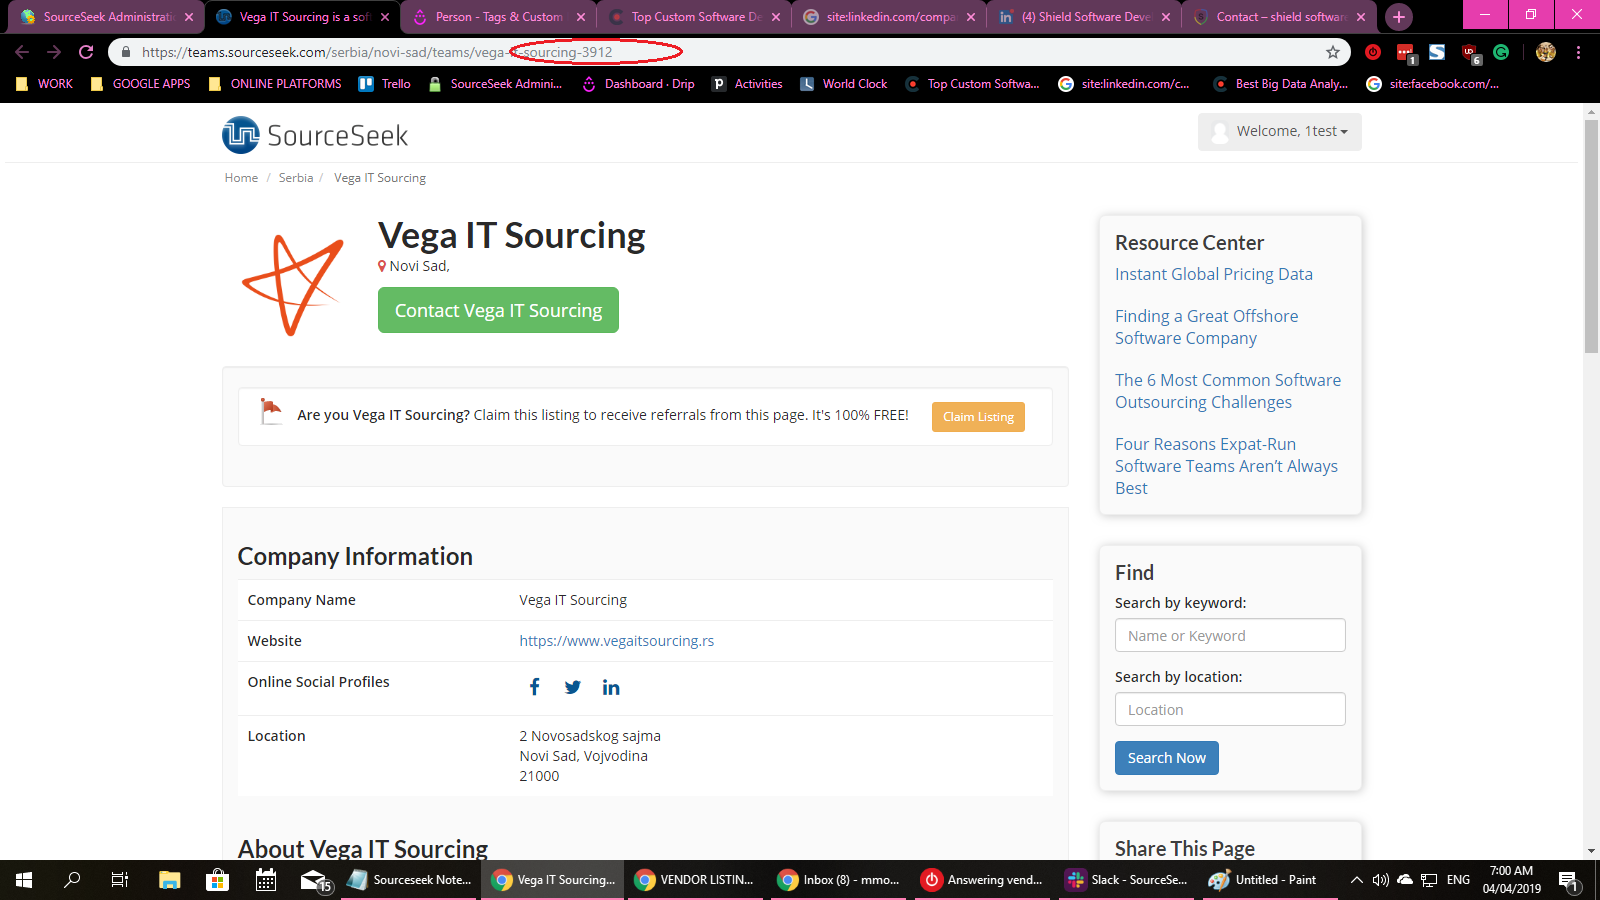 SourceSeek Administratio
Vega IT Sourcing is a soft
Person - Tags & Custom
Top Custom Software De
site:linkedin.com/compa
(4) Shield Software Devel
Contact – shield software
https://teams.sourceseek.com/serbia/novi-sad/teams/vega-it-sourcing-3912
WORK
GOOGLE APPS
ONLINE PLATFORMS
Trello
SourceSeek Admini...
Dashboard · Drip
Activities
World Clock
Top Custom Softwa...
site:linkedin.com/c...
Best Big Data Analy...
site:facebook.com/...
SourceSeek
Welcome, 1test
Home / Serbia / Vega IT Sourcing
Vega IT Sourcing
Novi Sad,
Contact Vega IT Sourcing
Are you Vega IT Sourcing? Claim this listing to receive referrals from this page. It's 100% FREE!
Claim Listing
Company Information
Company Name Vega IT Sourcing
Website https://www.vegaitsourcing.rs
Online Social Profiles
Location 2 Novosadskog sajma
Novi Sad, Vojvodina
21000
About Vega IT Sourcing
Resource Center
Instant Global Pricing Data
Finding a Great Offshore
Software Company
The 6 Most Common Software
Outsourcing Challenges
Four Reasons Expat-Run
Software Teams Aren't Always
Best
Find
Search by keyword:
Name or Keyword
Search by location:
Location
Search Now
Share This Page
15
Sourceseek Note...
Vega IT Sourcing...
VENDOR LISTIN...
Inbox (8) - mmo...
Answering vend...
Slack - SourceSe...
Untitled - Paint
ENG
7:00 AM
04/04/2019
1